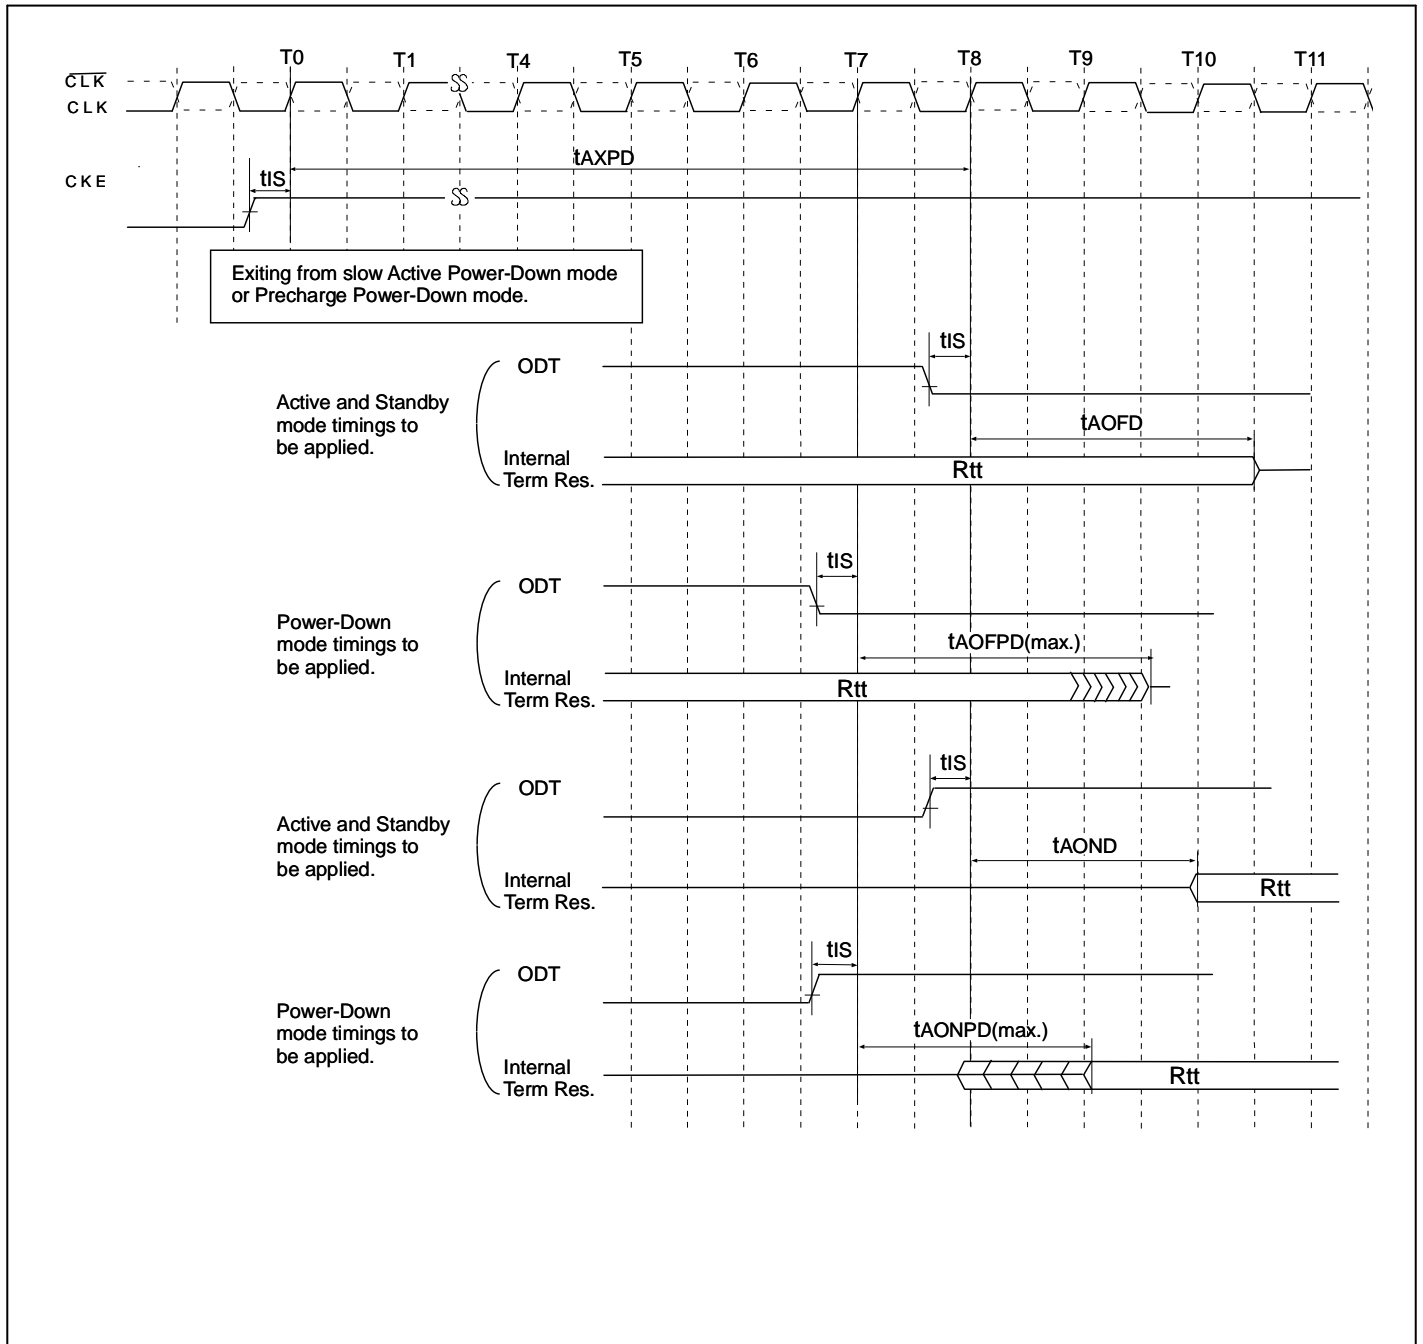 T0 T1 T4 T5 T6 T7 T8 T9 T10 T11
CLK
CLK
tAXPD
CKE
tIS
Exiting from slow Active Power-Down mode
or Precharge Power-Down mode.
tIS
ODT
Active and Standby
mode timings to
be applied.
tAOFD
Internal
Term Res.
Rtt
tIS
ODT
Power-Down
mode timings to
be applied.
tAOFPD(max.)
Internal
Term Res.
Rtt
tIS
ODT
Active and Standby
mode timings to
be applied.
tAOND
Internal
Term Res.
Rtt
tIS
ODT
Power-Down
mode timings to
be applied.
tAONPD(max.)
Internal
Term Res.
Rtt